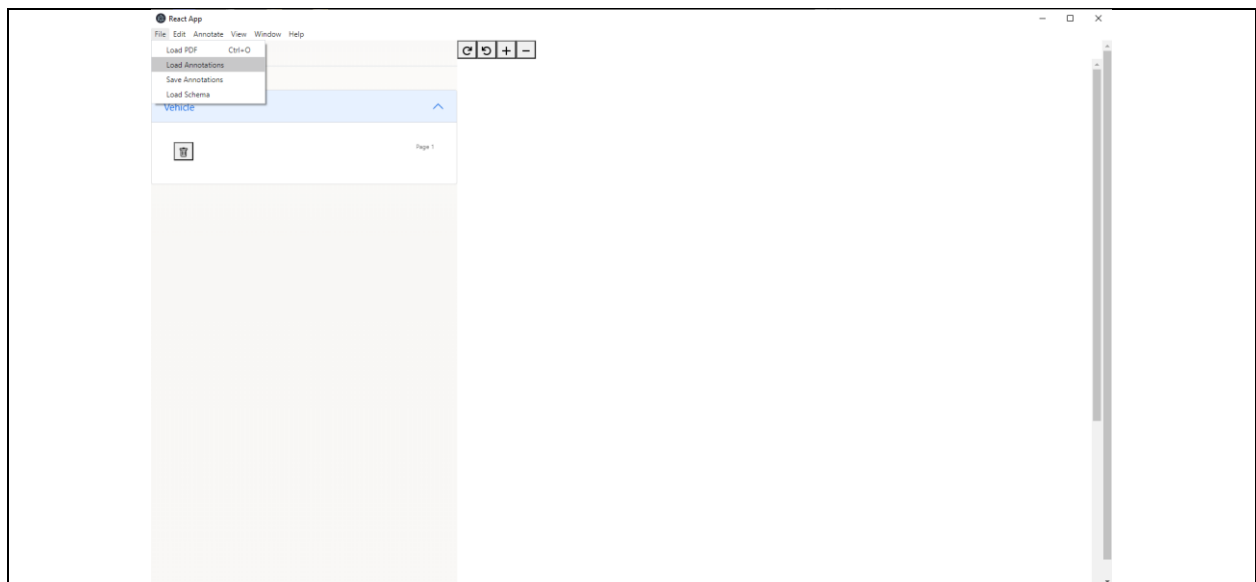 React App
File Edit Annotate View Window Help
Load PDF Ctrl+O
Load Annotations
Save Annotations
Load Schema
Vehicle
Page 1